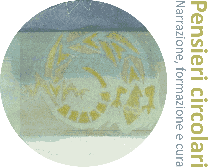 Pensieri circolari
Narrazione, formazione e cura